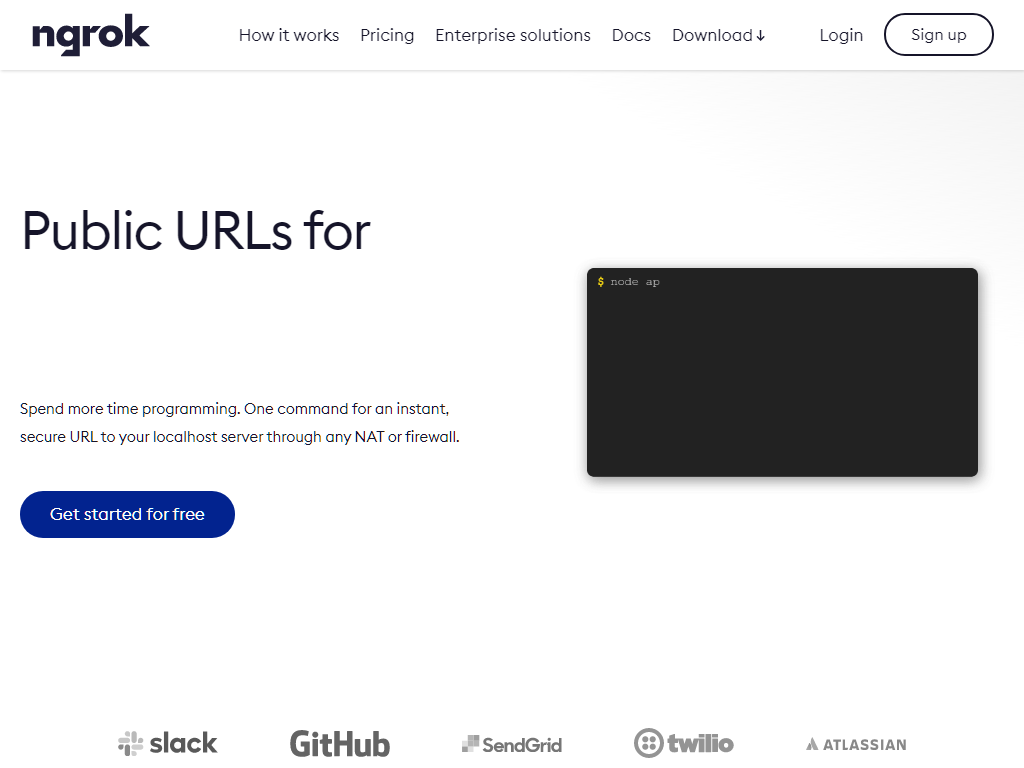 ngrok
How it works Pricing Enterprise solutions Docs Download↓ Login Sign up
Public URLs for
$ node ap
Spend more time programming. One command for an instant,
secure URL to your localhost server through any NAT or firewall.
Get started for free
slack GitHub SendGrid twilio ATLASSIAN